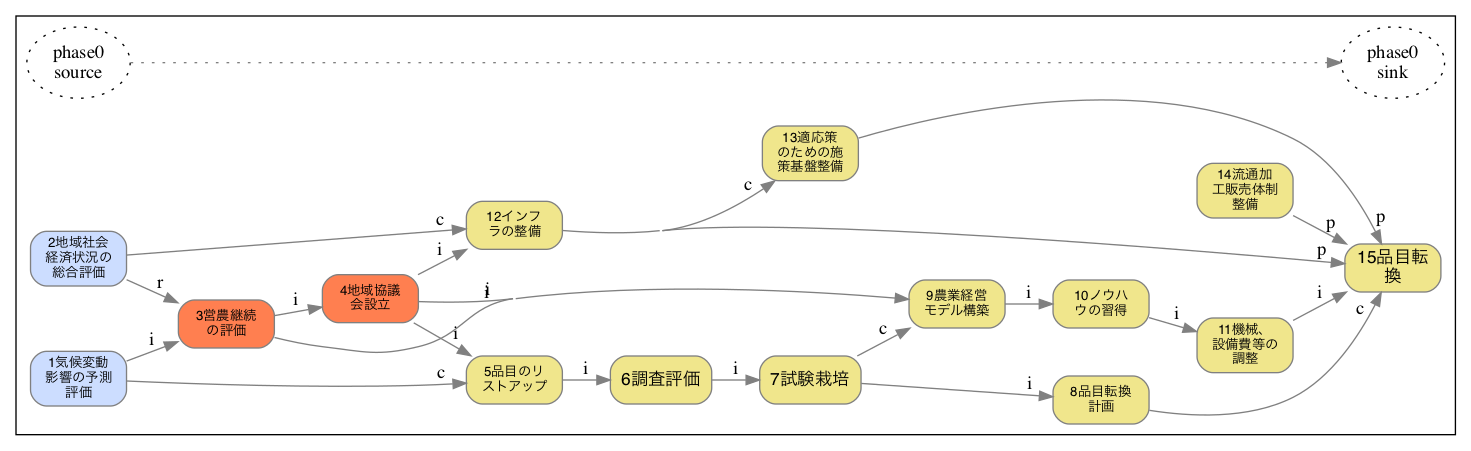 phase0
source
phase0
sink
13適応策
のための施
策基盤整備
14流通加
工販売体制
整備
12インフ
ラの整備
2地域社会
経済状況の
総合評価
15品目転
換
4地域協議
会設立
3営農継続
の評価
9農業経営
モデル構築
10ノウハ
ウの習得
11機械、
設備費等の
調整
1気候変動
影響の予測
評価
5品目のリ
ストアップ
6調査評価
7試験栽培
8品目転換
計画
c
r
i
c
i
i
i
i
i
c
p
p
p
i
i
c
i
i
i
i
c